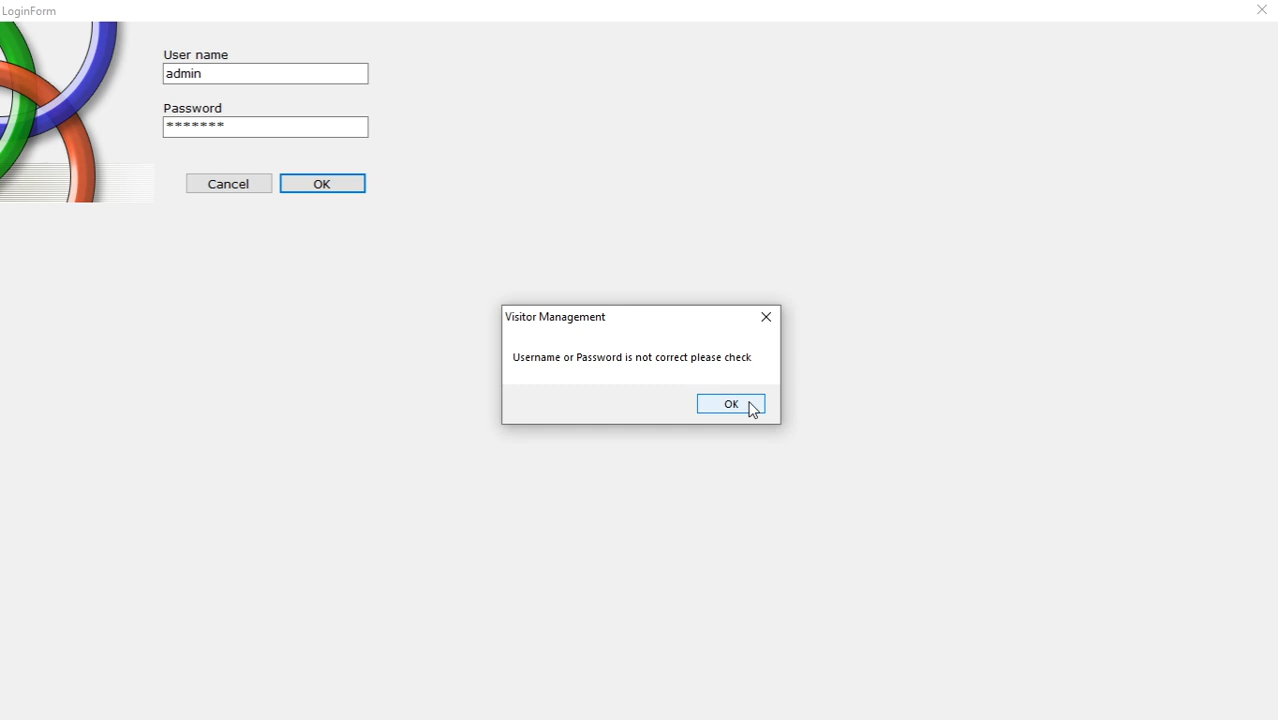 LoginForm
User name
admin
Password
*******
Cancel
OK
Visitor Management
Username or Password is not correct please check
OK